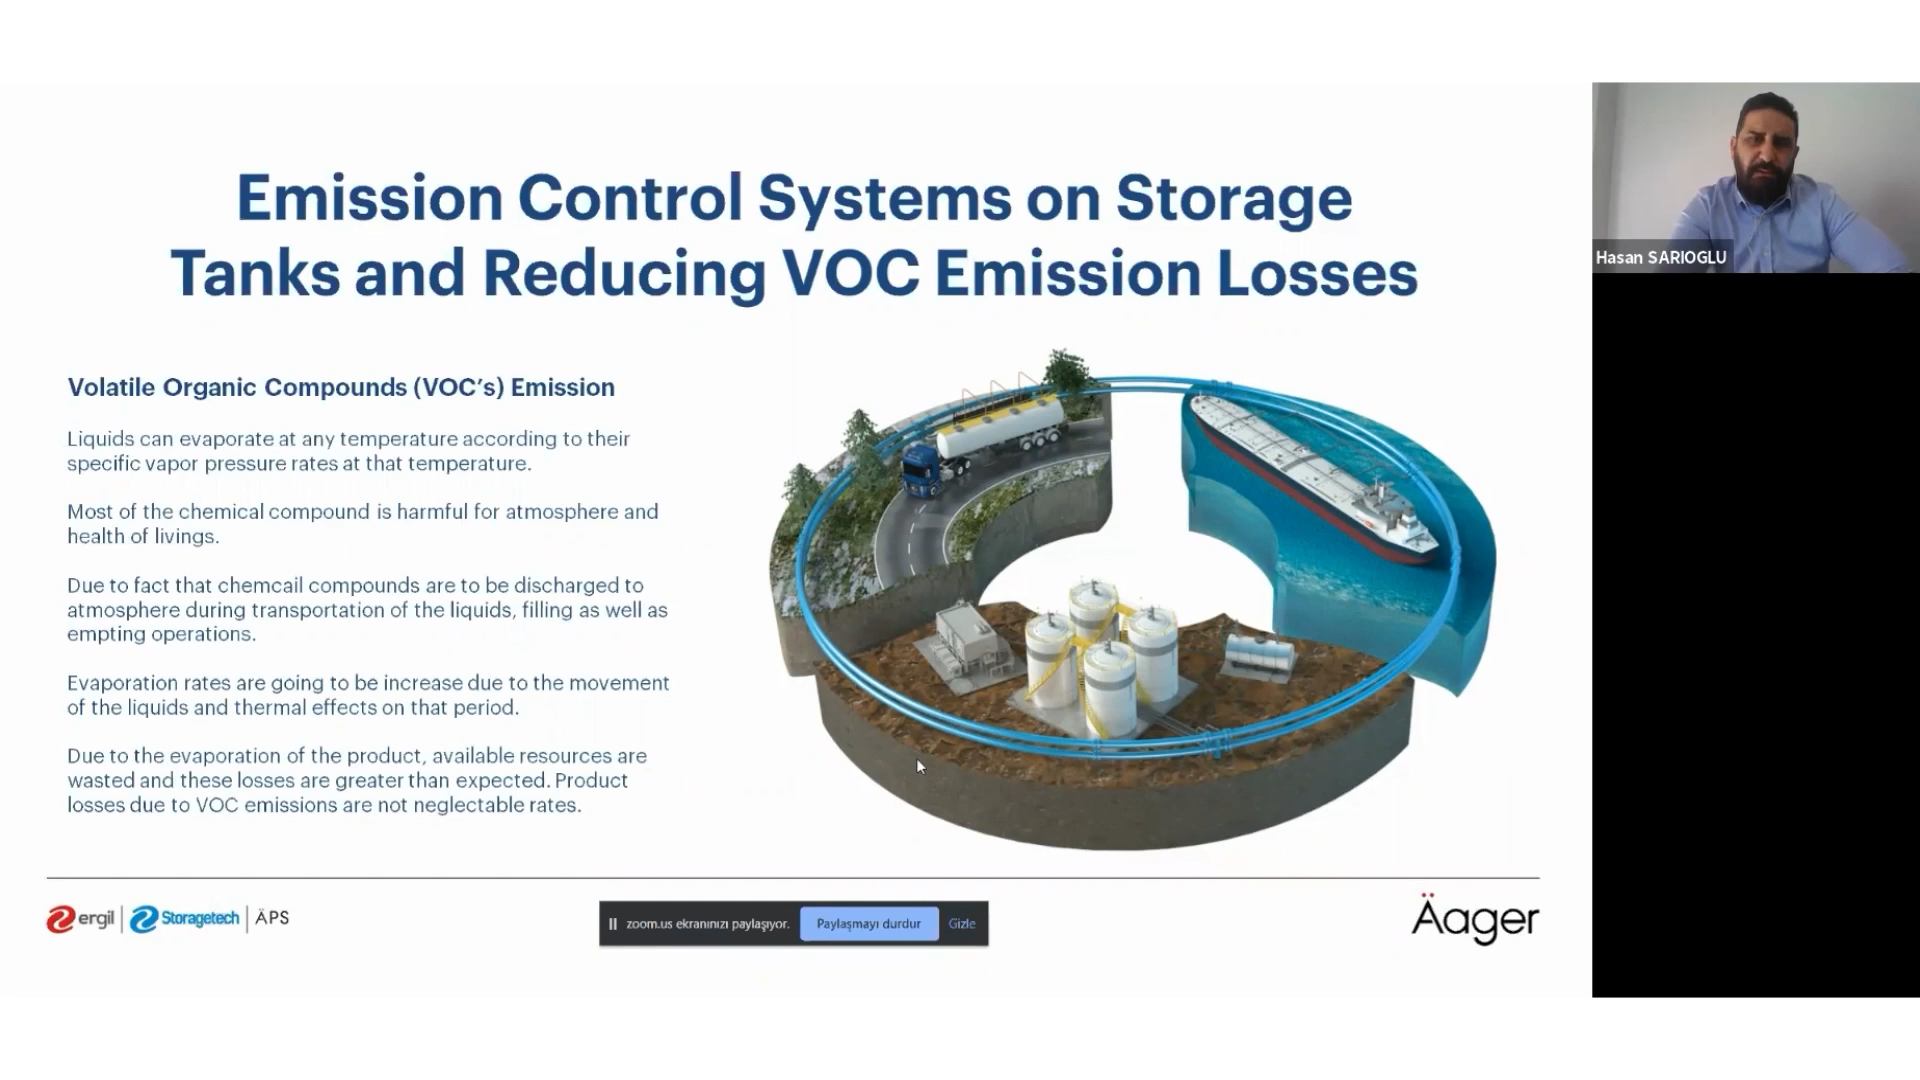 Emission Control Systems on Storage
Tanks and Reducing VOC Emission Losses
Volatile Organic Compounds (VOC's) Emission
Liquids can evaporate at any temperature according to their
specific vapor pressure rates at that temperature.
Most of the chemical compound is harmful for atmosphere and
health of livings.
Due to fact that chemcail compounds are to be discharged to
atmosphere during transportation of the liquids, filling as well as
empting operations.
Evaporation rates are going to be increase due to the movement
of the liquids and thermal effects on that period.
Due to the evaporation of the product, available resources are
wasted and these losses are greater than expected. Product
losses due to VOC emissions are not neglectable rates.
Hasan SARIOGLU
ergil | Storagetech | ÄPS
zoom.us ekranınızı paylaşıyor. Paylaşmayı durdur Gizle
Äager